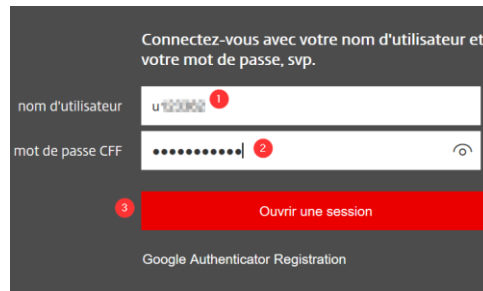 Connectez-vous avec votre nom d'utilisateur et
votre mot de passe, svp.
nom d'utilisateur
1
mot de passe CFF
•••••••••••
2
3
Ouvrir une session
Google Authenticator Registration